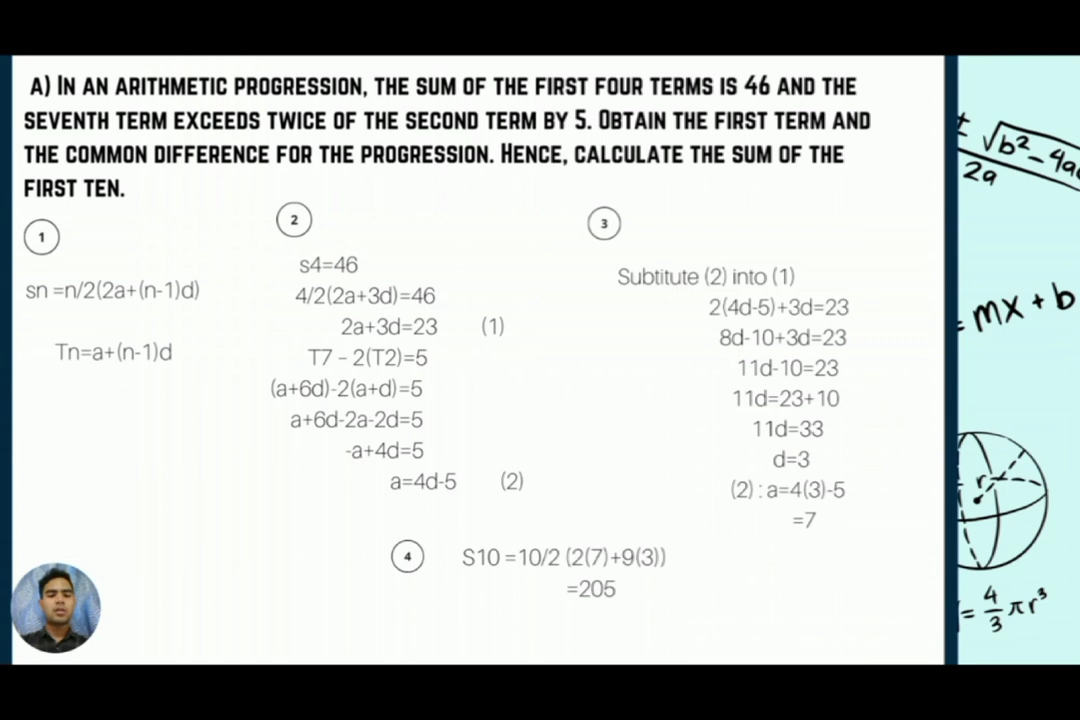 A) IN AN ARITHMETIC PROGRESSION, THE SUM OF THE FIRST FOUR TERMS IS 46 AND THE
SEVENTH TERM EXCEEDS TWICE OF THE SECOND TERM BY 5. OBTAIN THE FIRST TERM AND
THE COMMON DIFFERENCE FOR THE PROGRESSION. HENCE, CALCULATE THE SUM OF THE
FIRST TEN.
1
sn =n/2(2a+(n-1)d)
Tn=a+(n-1)d
2
s4=46
4/2(2a+3d)=46
2a+3d=23 (1)
T7 – 2(T2)=5
(a+6d)-2(a+d)=5
a+6d-2a-2d=5
-a+4d=5
a=4d-5 (2)
3
Subtitute (2) into (1)
2(4d-5)+3d=23
8d-10+3d=23
11d-10=23
11d=23+10
11d=33
d=3
(2) : a=4(3)-5
=7
4
S10 =10/2 (2(7)+9(3))
=205
± √b² - 4ac
2a
= mx + b
r
= 4/3 πr³